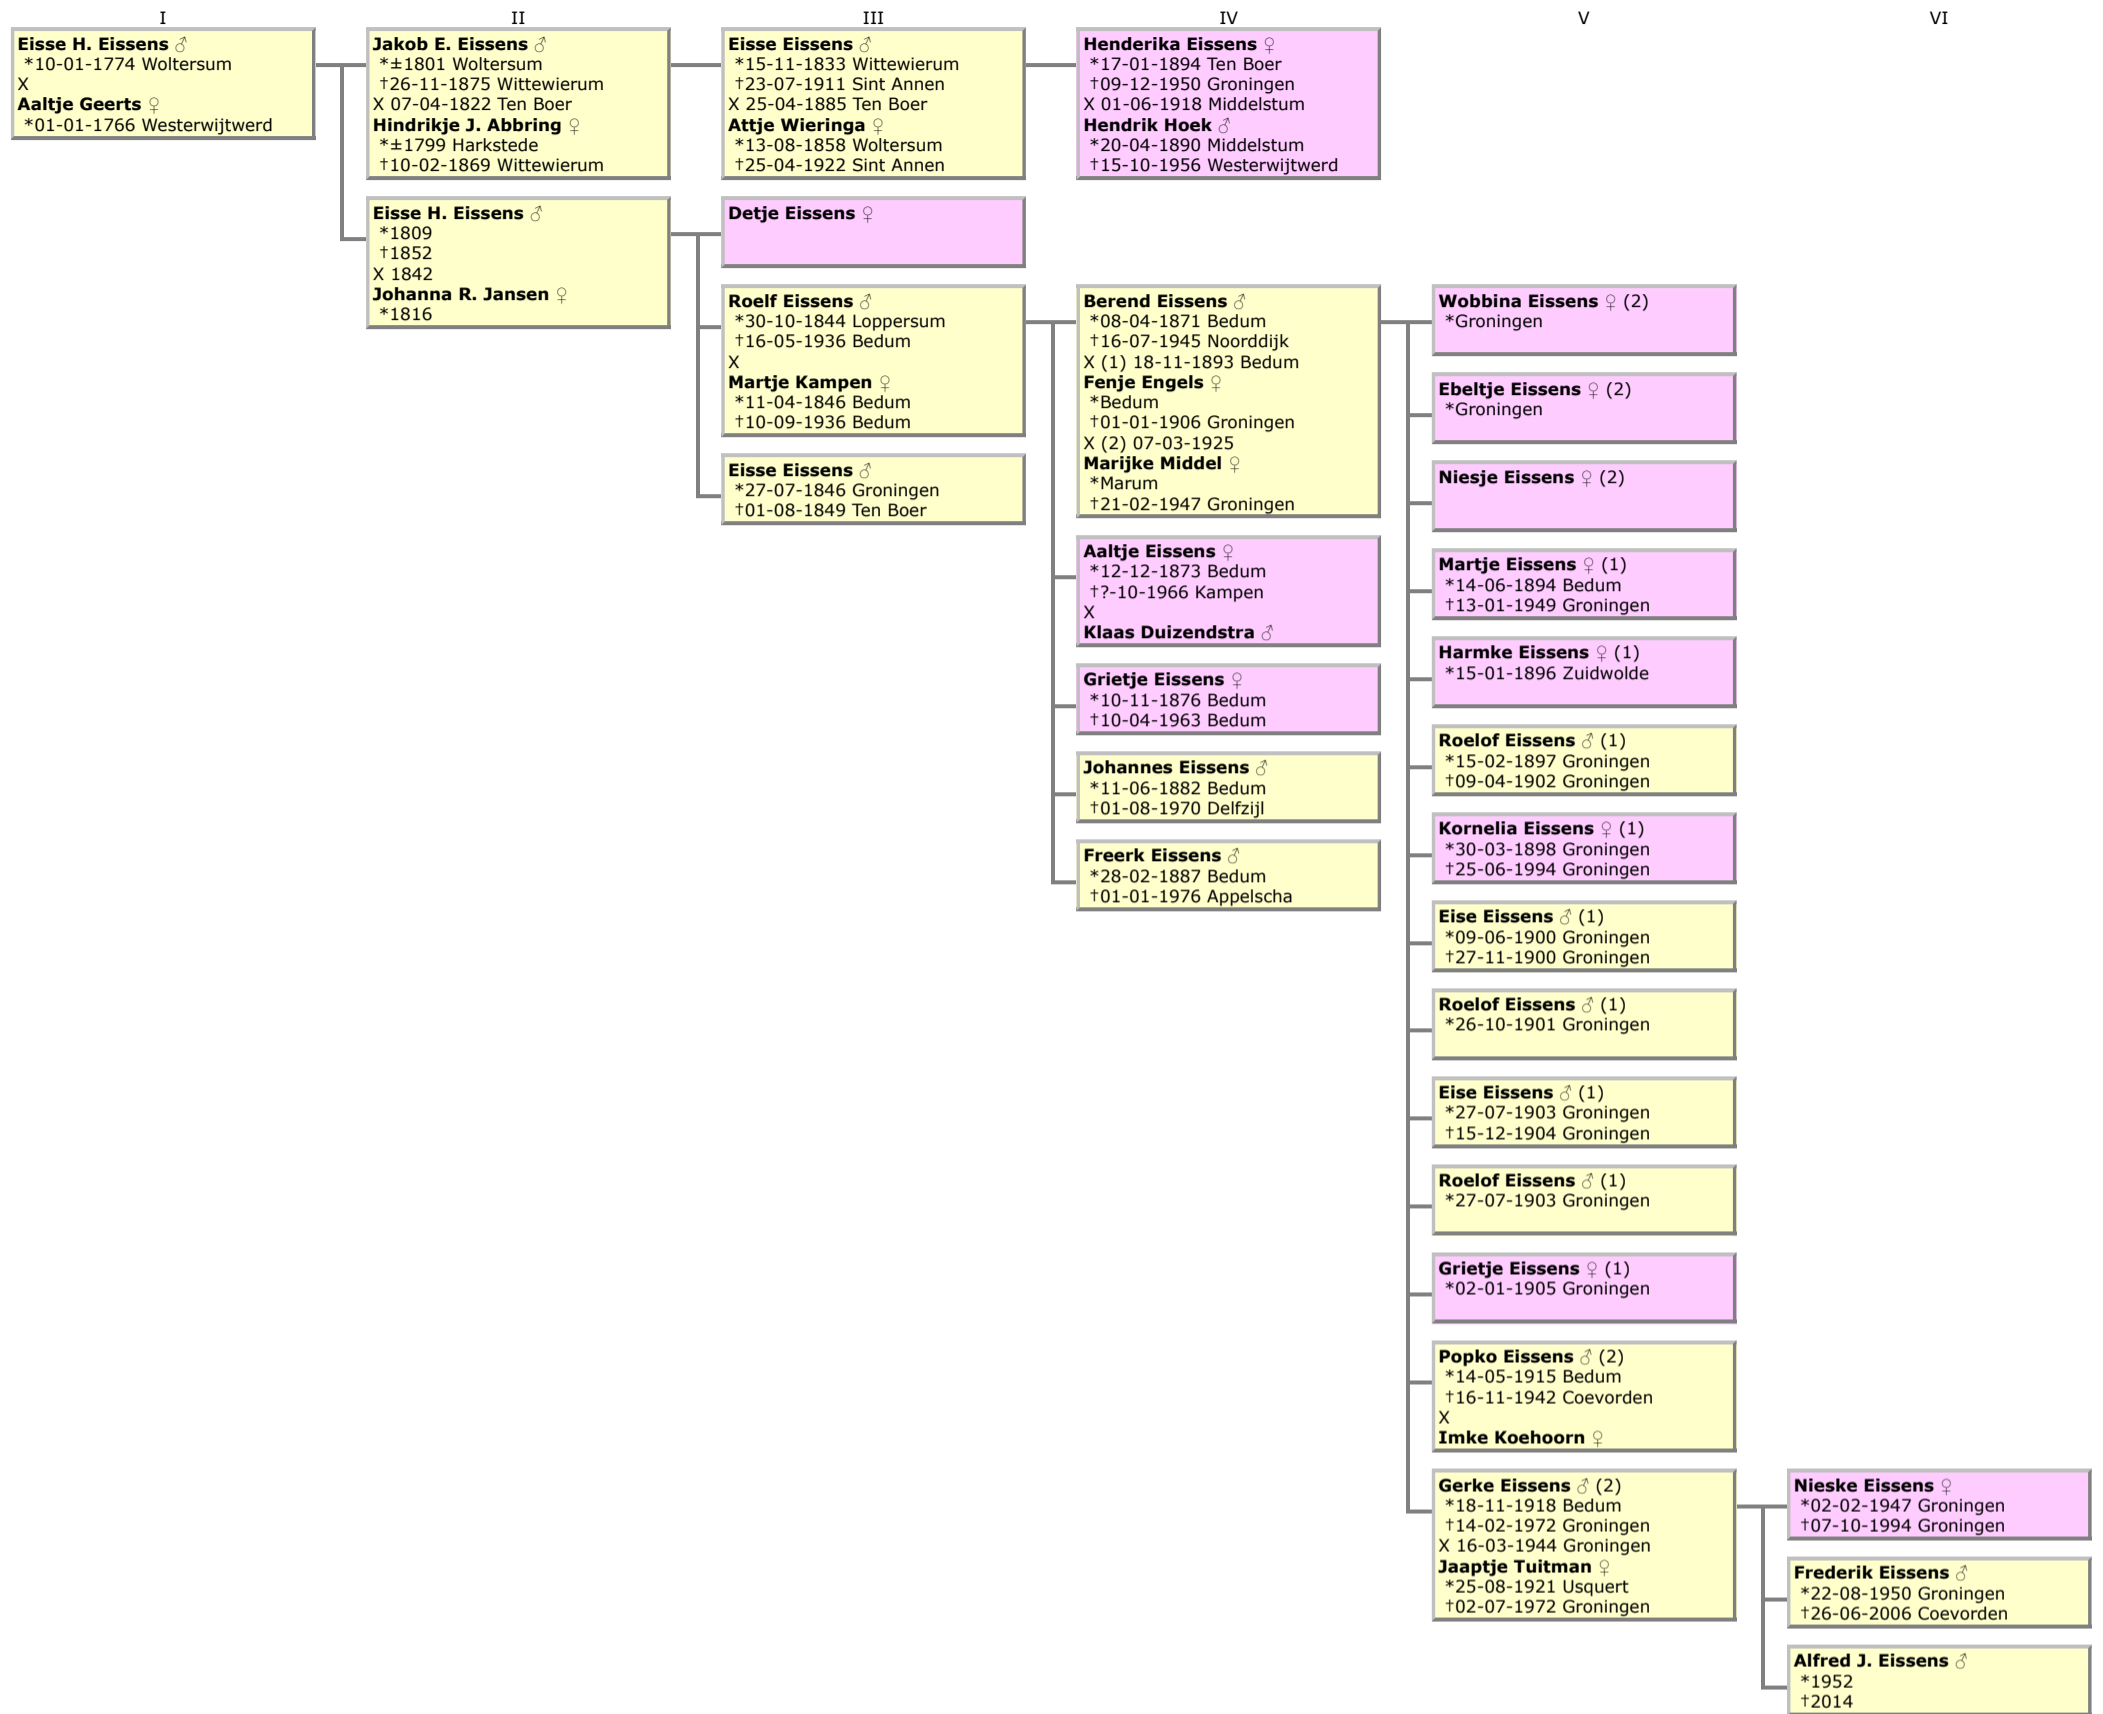 I
II
III
IV
V
VI
Eisse H. Eissens ♂
*10-01-1774 Woltersum
X
Aaltje Geerts ♀
*01-01-1766 Westerwijtwerd
Jakob E. Eissens ♂
*±1801 Woltersum
†26-11-1875 Wittewierum
X 07-04-1822 Ten Boer
Hindrikje J. Abbring ♀
*±1799 Harkstede
†10-02-1869 Wittewierum
Eisse H. Eissens ♂
*1809
†1852
X 1842
Johanna R. Jansen ♀
*1816
Eisse Eissens ♂
*15-11-1833 Wittewierum
†23-07-1911 Sint Annen
X 25-04-1885 Ten Boer
Attje Wieringa ♀
*13-08-1858 Woltersum
†25-04-1922 Sint Annen
Detje Eissens ♀
Roelf Eissens ♂
*30-10-1844 Loppersum
†16-05-1936 Bedum
X
Martje Kampen ♀
*11-04-1846 Bedum
†10-09-1936 Bedum
Eisse Eissens ♂
*27-07-1846 Groningen
†01-08-1849 Ten Boer
Henderika Eissens ♀
*17-01-1894 Ten Boer
†09-12-1950 Groningen
X 01-06-1918 Middelstum
Hendrik Hoek ♂
*20-04-1890 Middelstum
†15-10-1956 Westerwijtwerd
Berend Eissens ♂
*08-04-1871 Bedum
†16-07-1945 Noorddijk
X (1) 18-11-1893 Bedum
Fenje Engels ♀
*Bedum
†01-01-1906 Groningen
X (2) 07-03-1925
Marijke Middel ♀
*Marum
†21-02-1947 Groningen
Aaltje Eissens ♀
*12-12-1873 Bedum
†?-10-1966 Kampen
X
Klaas Duizendstra ♂
Grietje Eissens ♀
*10-11-1876 Bedum
†10-04-1963 Bedum
Johannes Eissens ♂
*11-06-1882 Bedum
†01-08-1970 Delfzijl
Freerk Eissens ♂
*28-02-1887 Bedum
†01-01-1976 Appelscha
Wobbina Eissens ♀ (2)
*Groningen
Ebeltje Eissens ♀ (2)
*Groningen
Niesje Eissens ♀ (2)
Martje Eissens ♀ (1)
*14-06-1894 Bedum
†13-01-1949 Groningen
Harmke Eissens ♀ (1)
*15-01-1896 Zuidwolde
Roelof Eissens ♂ (1)
*15-02-1897 Groningen
†09-04-1902 Groningen
Kornelia Eissens ♀ (1)
*30-03-1898 Groningen
†25-06-1994 Groningen
Eise Eissens ♂ (1)
*09-06-1900 Groningen
†27-11-1900 Groningen
Roelof Eissens ♂ (1)
*26-10-1901 Groningen
Eise Eissens ♂ (1)
*27-07-1903 Groningen
†15-12-1904 Groningen
Roelof Eissens ♂ (1)
*27-07-1903 Groningen
Grietje Eissens ♀ (1)
*02-01-1905 Groningen
Popko Eissens ♂ (2)
*14-05-1915 Bedum
†16-11-1942 Coevorden
X
Imke Koehoorn ♀
Gerke Eissens ♂ (2)
*18-11-1918 Bedum
†14-02-1972 Groningen
X 16-03-1944 Groningen
Jaaptje Tuitman ♀
*25-08-1921 Usquert
†02-07-1972 Groningen
Nieske Eissens ♀
*02-02-1947 Groningen
†07-10-1994 Groningen
Frederik Eissens ♂
*22-08-1950 Groningen
†26-06-2006 Coevorden
Alfred J. Eissens ♂
*1952
†2014